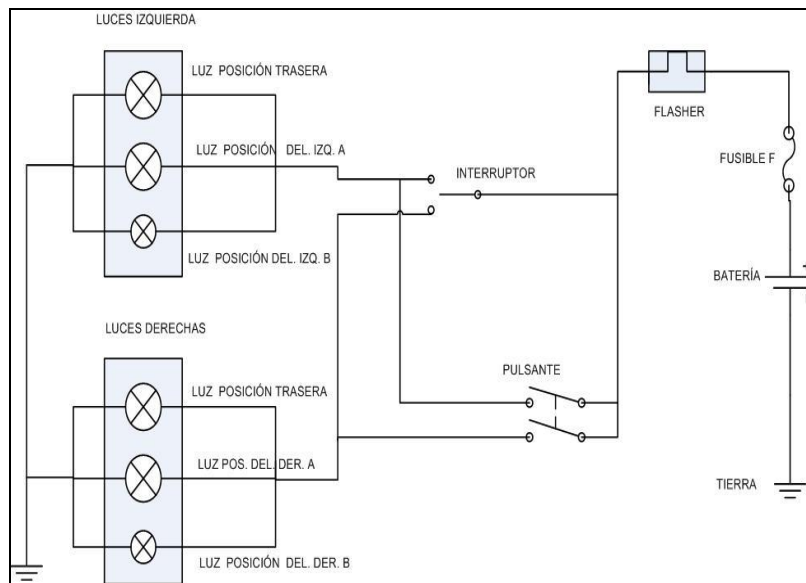 LUCES IZQUIERDA
LUZ POSICIÓN TRASERA
FLASHER
LUZ POSICIÓN DEL. IZQ. A
INTERRUPTOR
FUSIBLE F
LUZ POSICIÓN DEL. IZQ. B
BATERÍA
LUCES DERECHAS
PULSANTE
LUZ POSICIÓN TRASERA
LUZ POS. DEL. DER. A
TIERRA
LUZ POSICIÓN DEL. DER. B